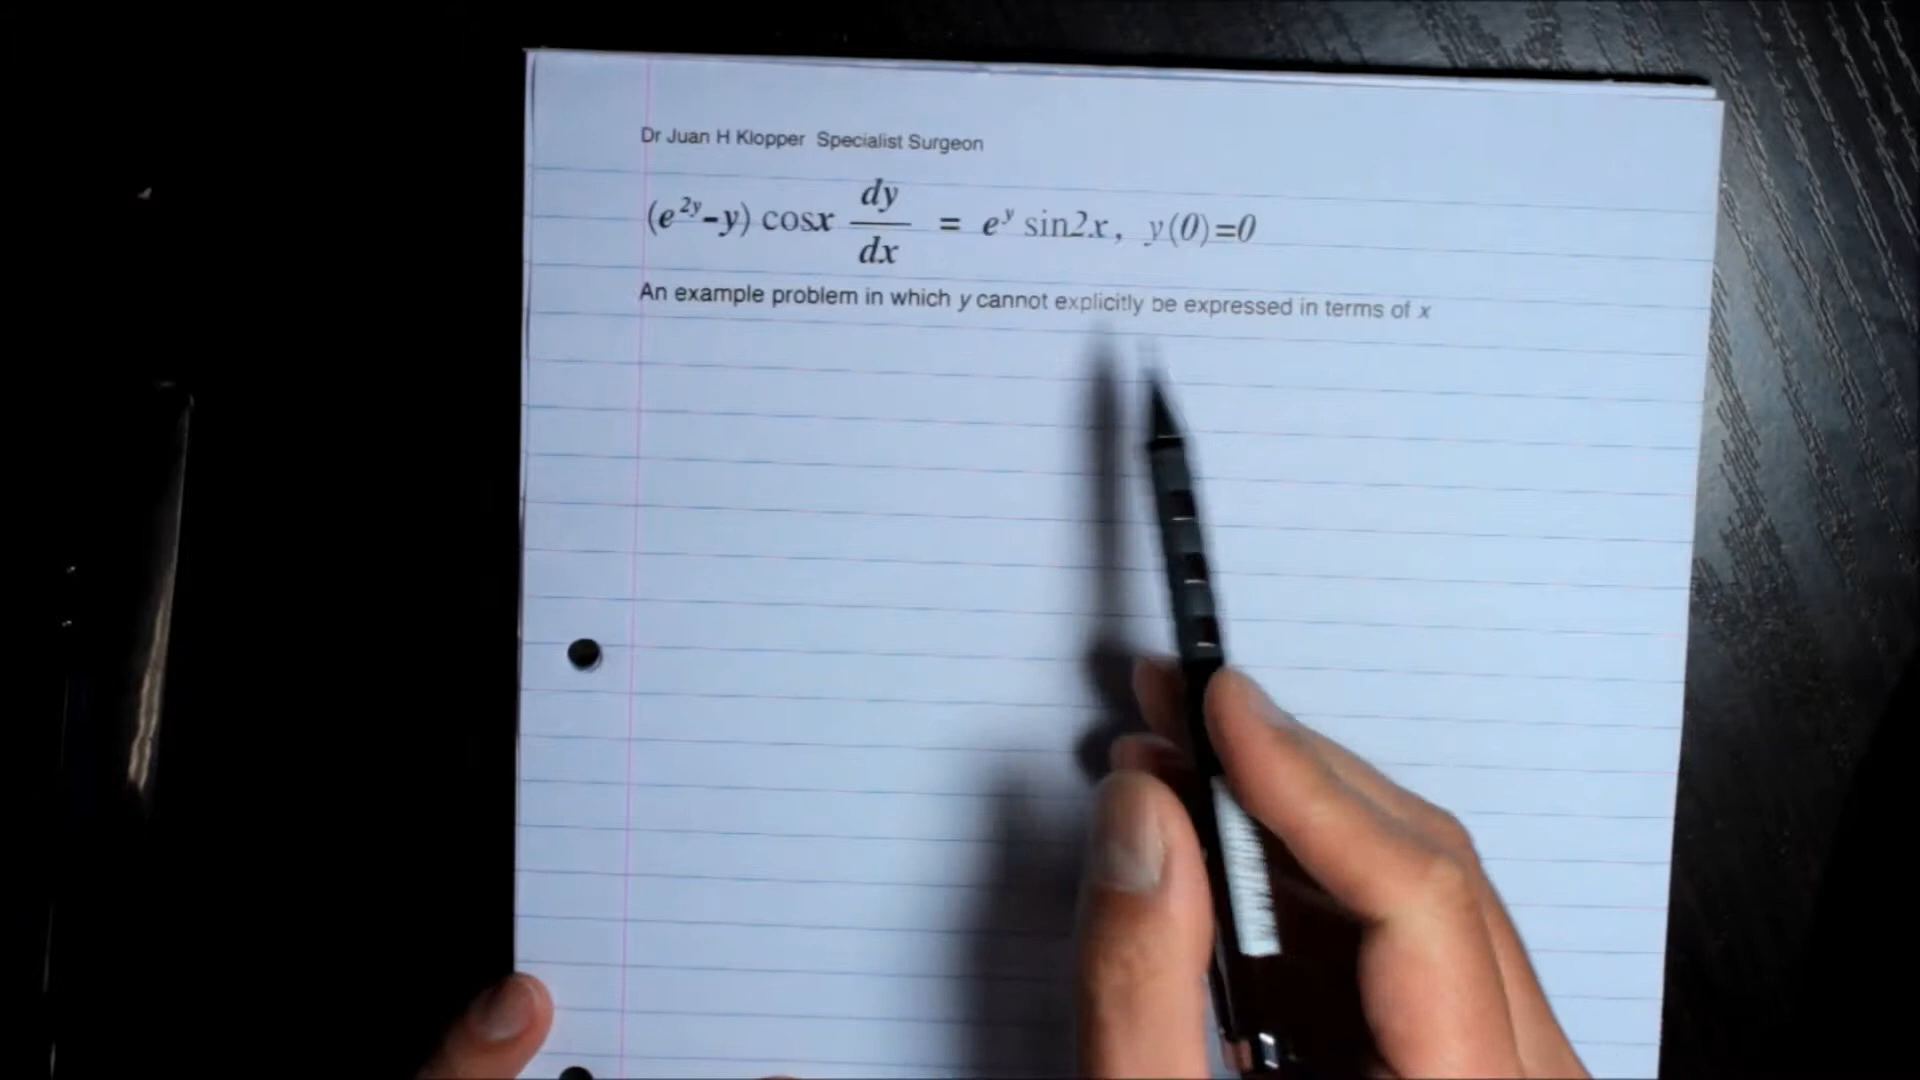 Dr Juan H Klopper Specialist Surgeon
(e^{2y}-y) cosx dy/dx = e^y sin2x, y(0)=0
An example problem in which y cannot explicitly be expressed in terms of x